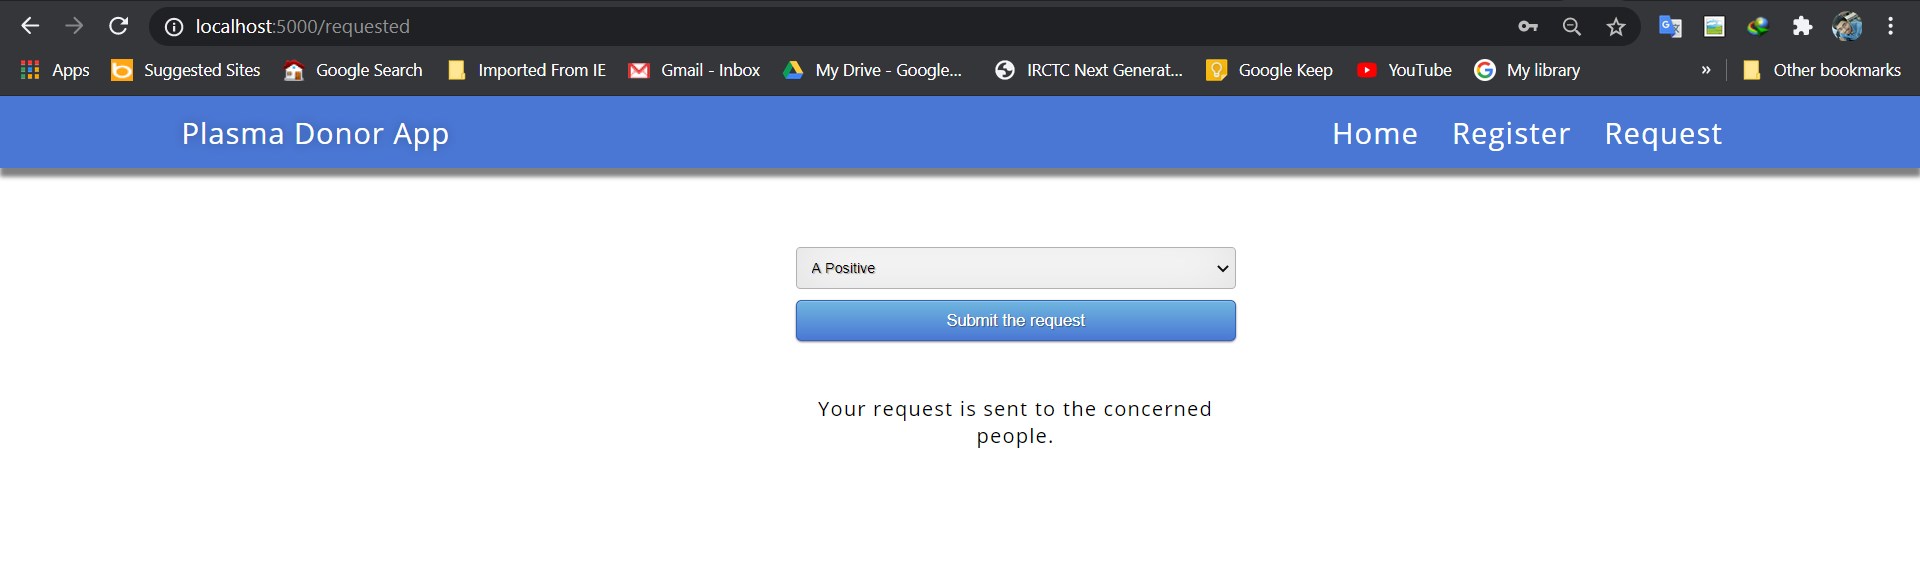 localhost:5000/requested
Apps Suggested Sites Google Search Imported From IE Gmail - Inbox My Drive - Google... IRCTC Next Generat... Google Keep YouTube My library » Other bookmarks
Plasma Donor App Home Register Request
A Positive
Submit the request
Your request is sent to the concerned
people.